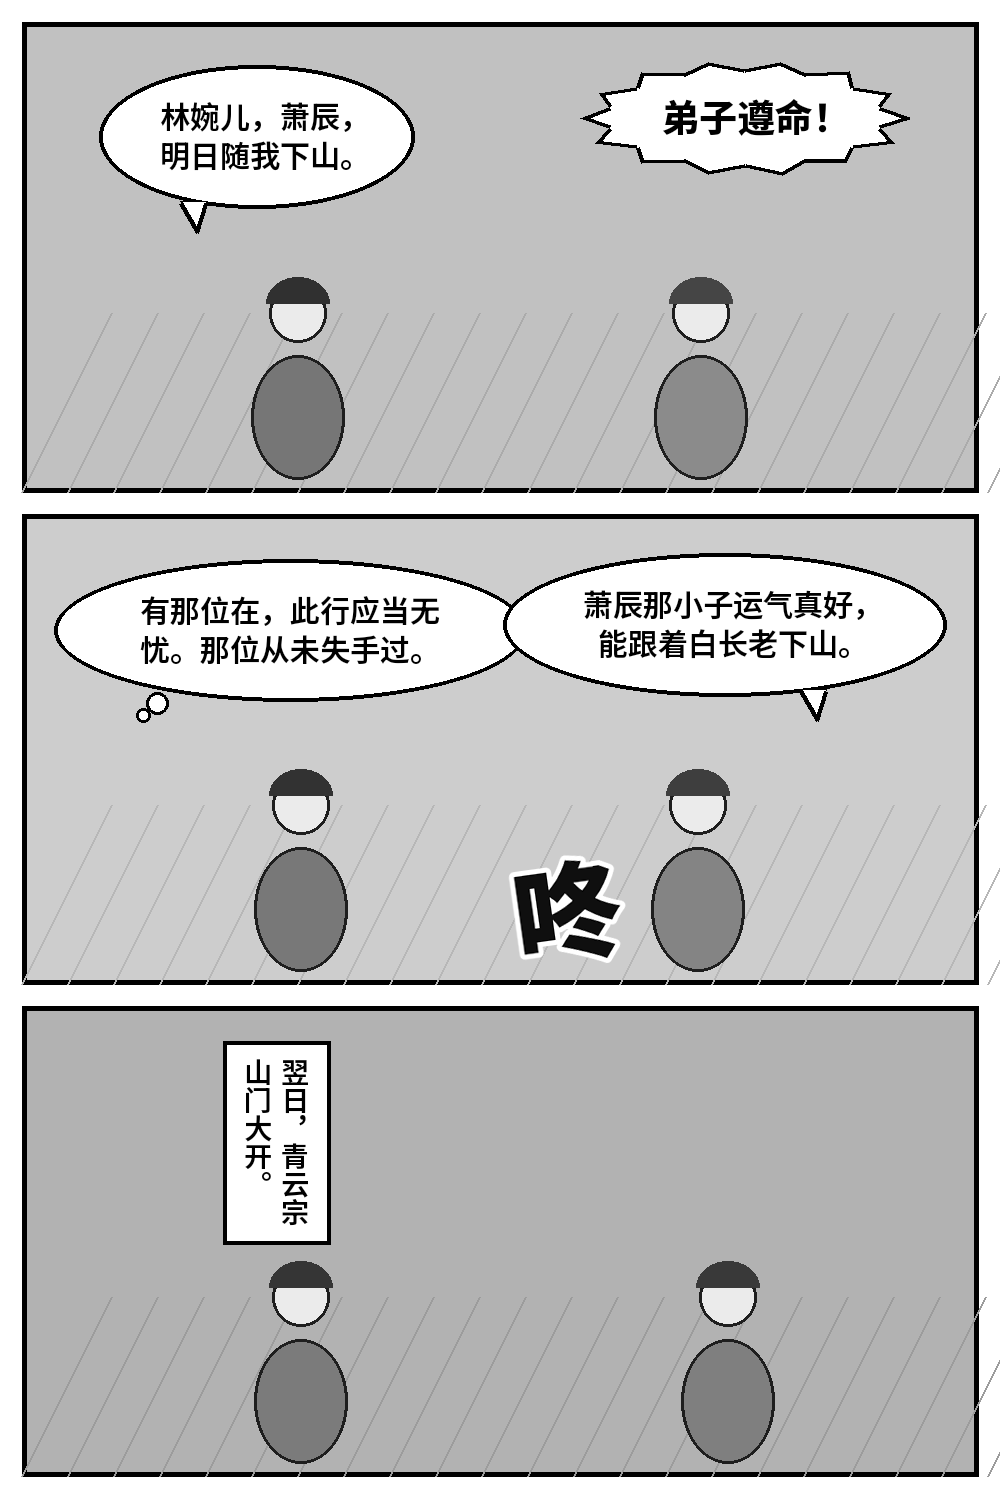 林婉儿，萧辰，
明日随我下山。
弟子遵命！
有那位在，此行应当无
忧。那位从未失手过。
萧辰那小子运气真好，
能跟着白长老下山。
咚
翌日，青云宗
山门大开。